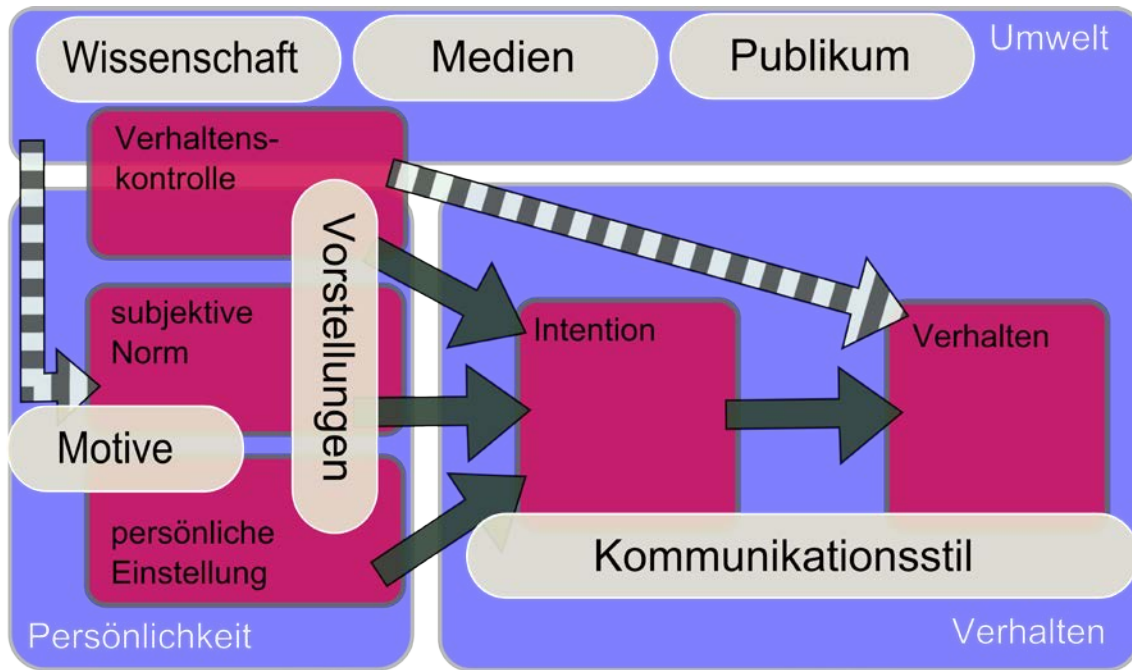 Wissenschaft
Medien
Publikum
Umwelt
Verhaltens-
kontrolle
Vorstellungen
subjektive
Norm
Intention
Verhalten
Motive
persönliche
Einstellung
Kommunikationsstil
Persönlichkeit
Verhalten